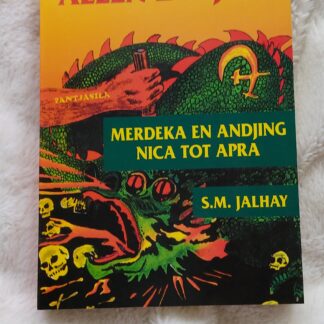 PANTJASILA
MERDEKA EN ANDJING
NICA TOT APRA
S.M. JALHAY